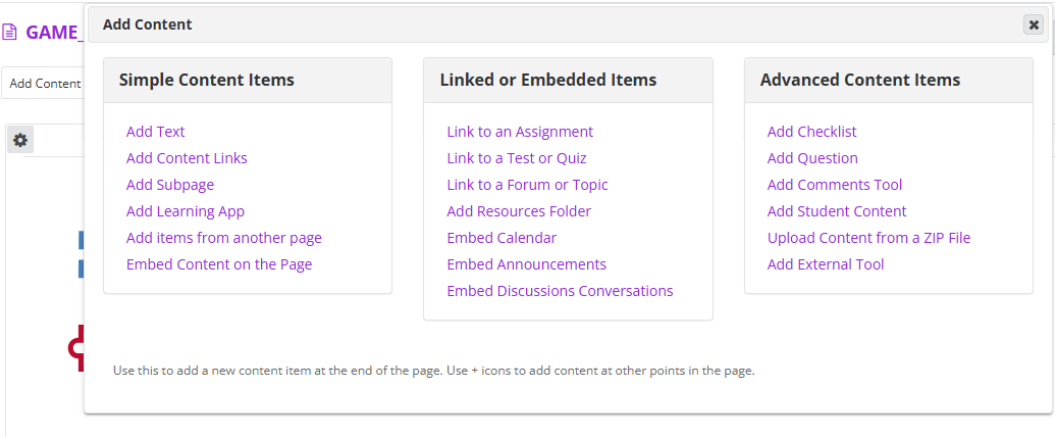 GAME_
Add Content
Add Content
Simple Content Items
Add Text
Add Content Links
Add Subpage
Add Learning App
Add items from another page
Embed Content on the Page
Linked or Embedded Items
Link to an Assignment
Link to a Test or Quiz
Link to a Forum or Topic
Add Resources Folder
Embed Calendar
Embed Announcements
Embed Discussions Conversations
Advanced Content Items
Add Checklist
Add Question
Add Comments Tool
Add Student Content
Upload Content from a ZIP File
Add External Tool
Use this to add a new content item at the end of the page. Use + icons to add content at other points in the page.